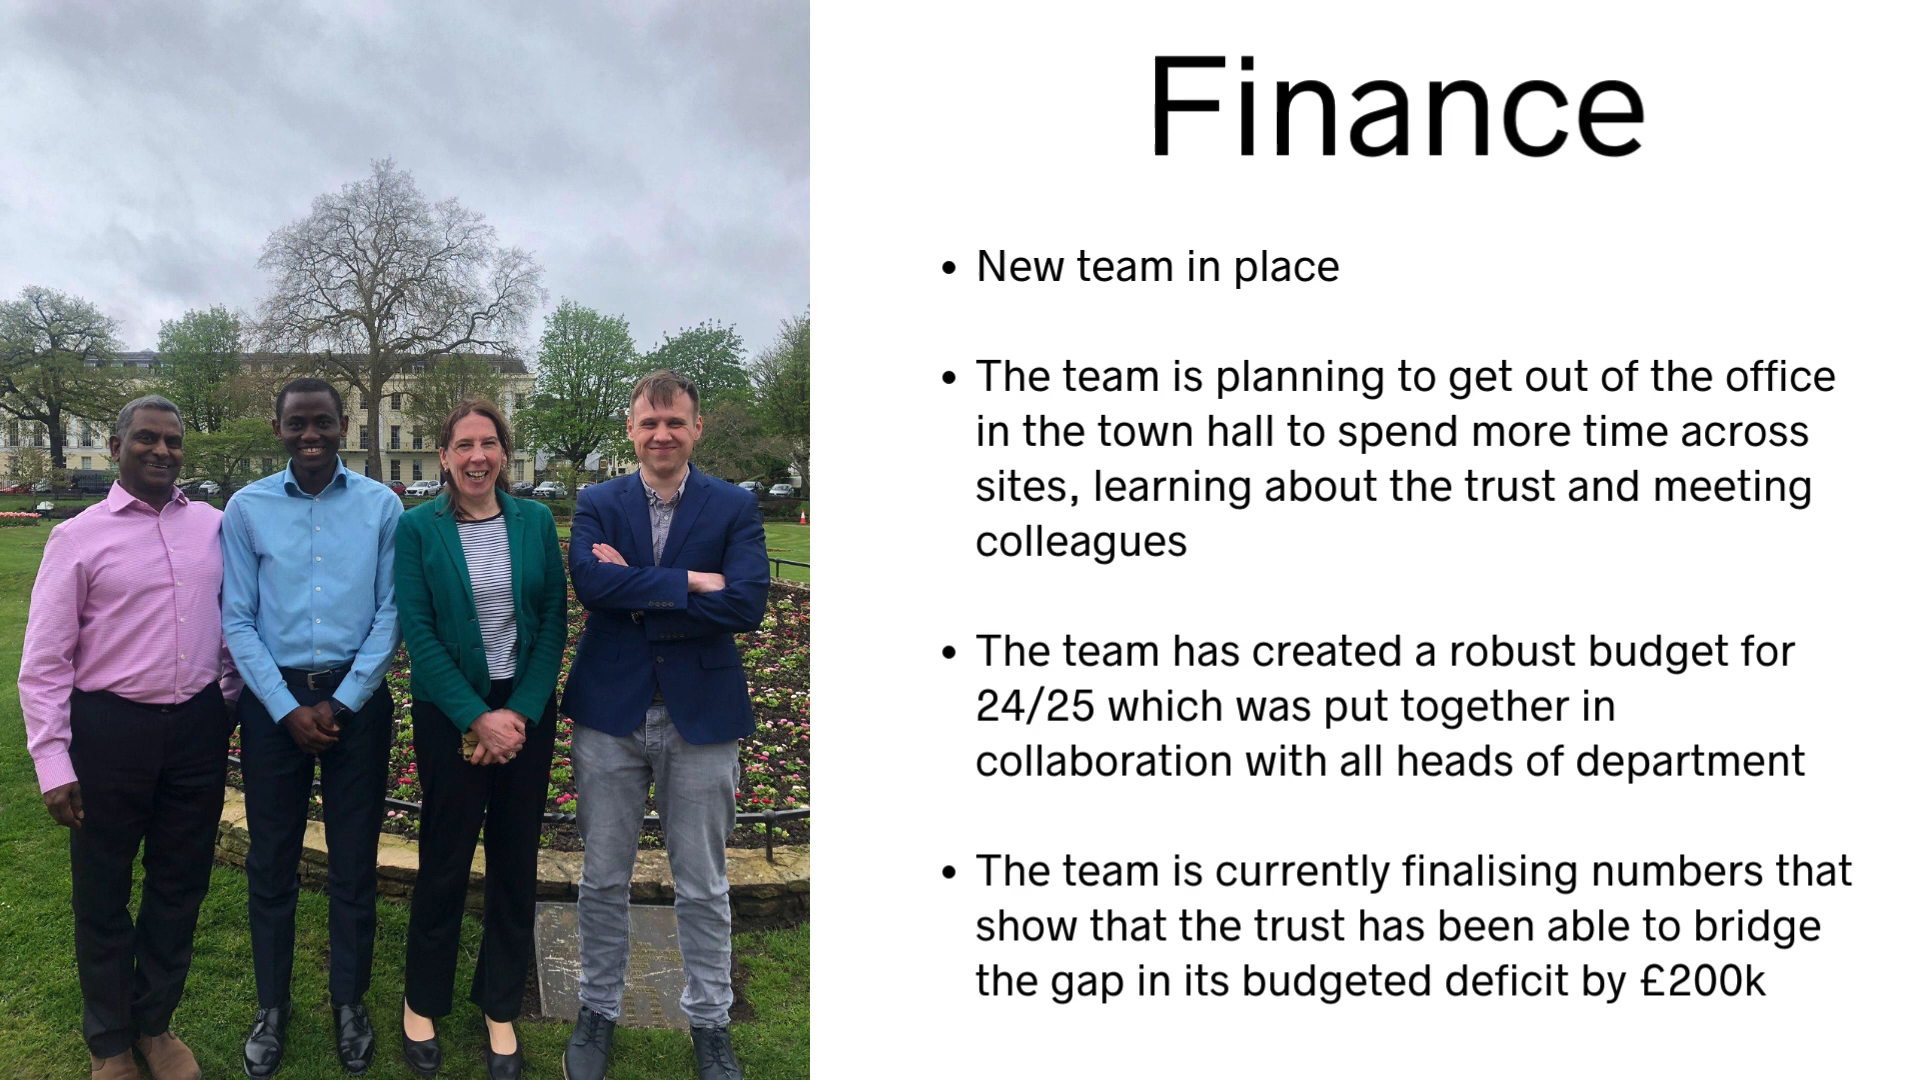 Finance
• New team in place
• The team is planning to get out of the office
in the town hall to spend more time across
sites, learning about the trust and meeting
colleagues
• The team has created a robust budget for
24/25 which was put together in
collaboration with all heads of department
• The team is currently finalising numbers that
show that the trust has been able to bridge
the gap in its budgeted deficit by £200k